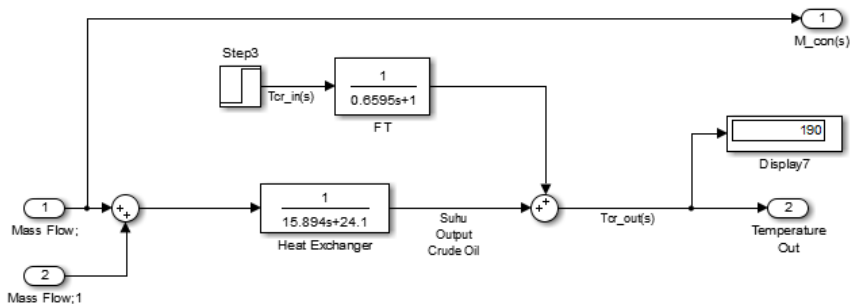 1
M_con(s)
Step3
Tcr_in(s)
1
0.6595s+1
FT
190
Display7
1
Mass Flow;
1
15.894s+24.1
Heat Exchanger
Suhu
Output
Crude Oil
Tcr_out(s)
2
Temperature
Out
2
Mass Flow;1